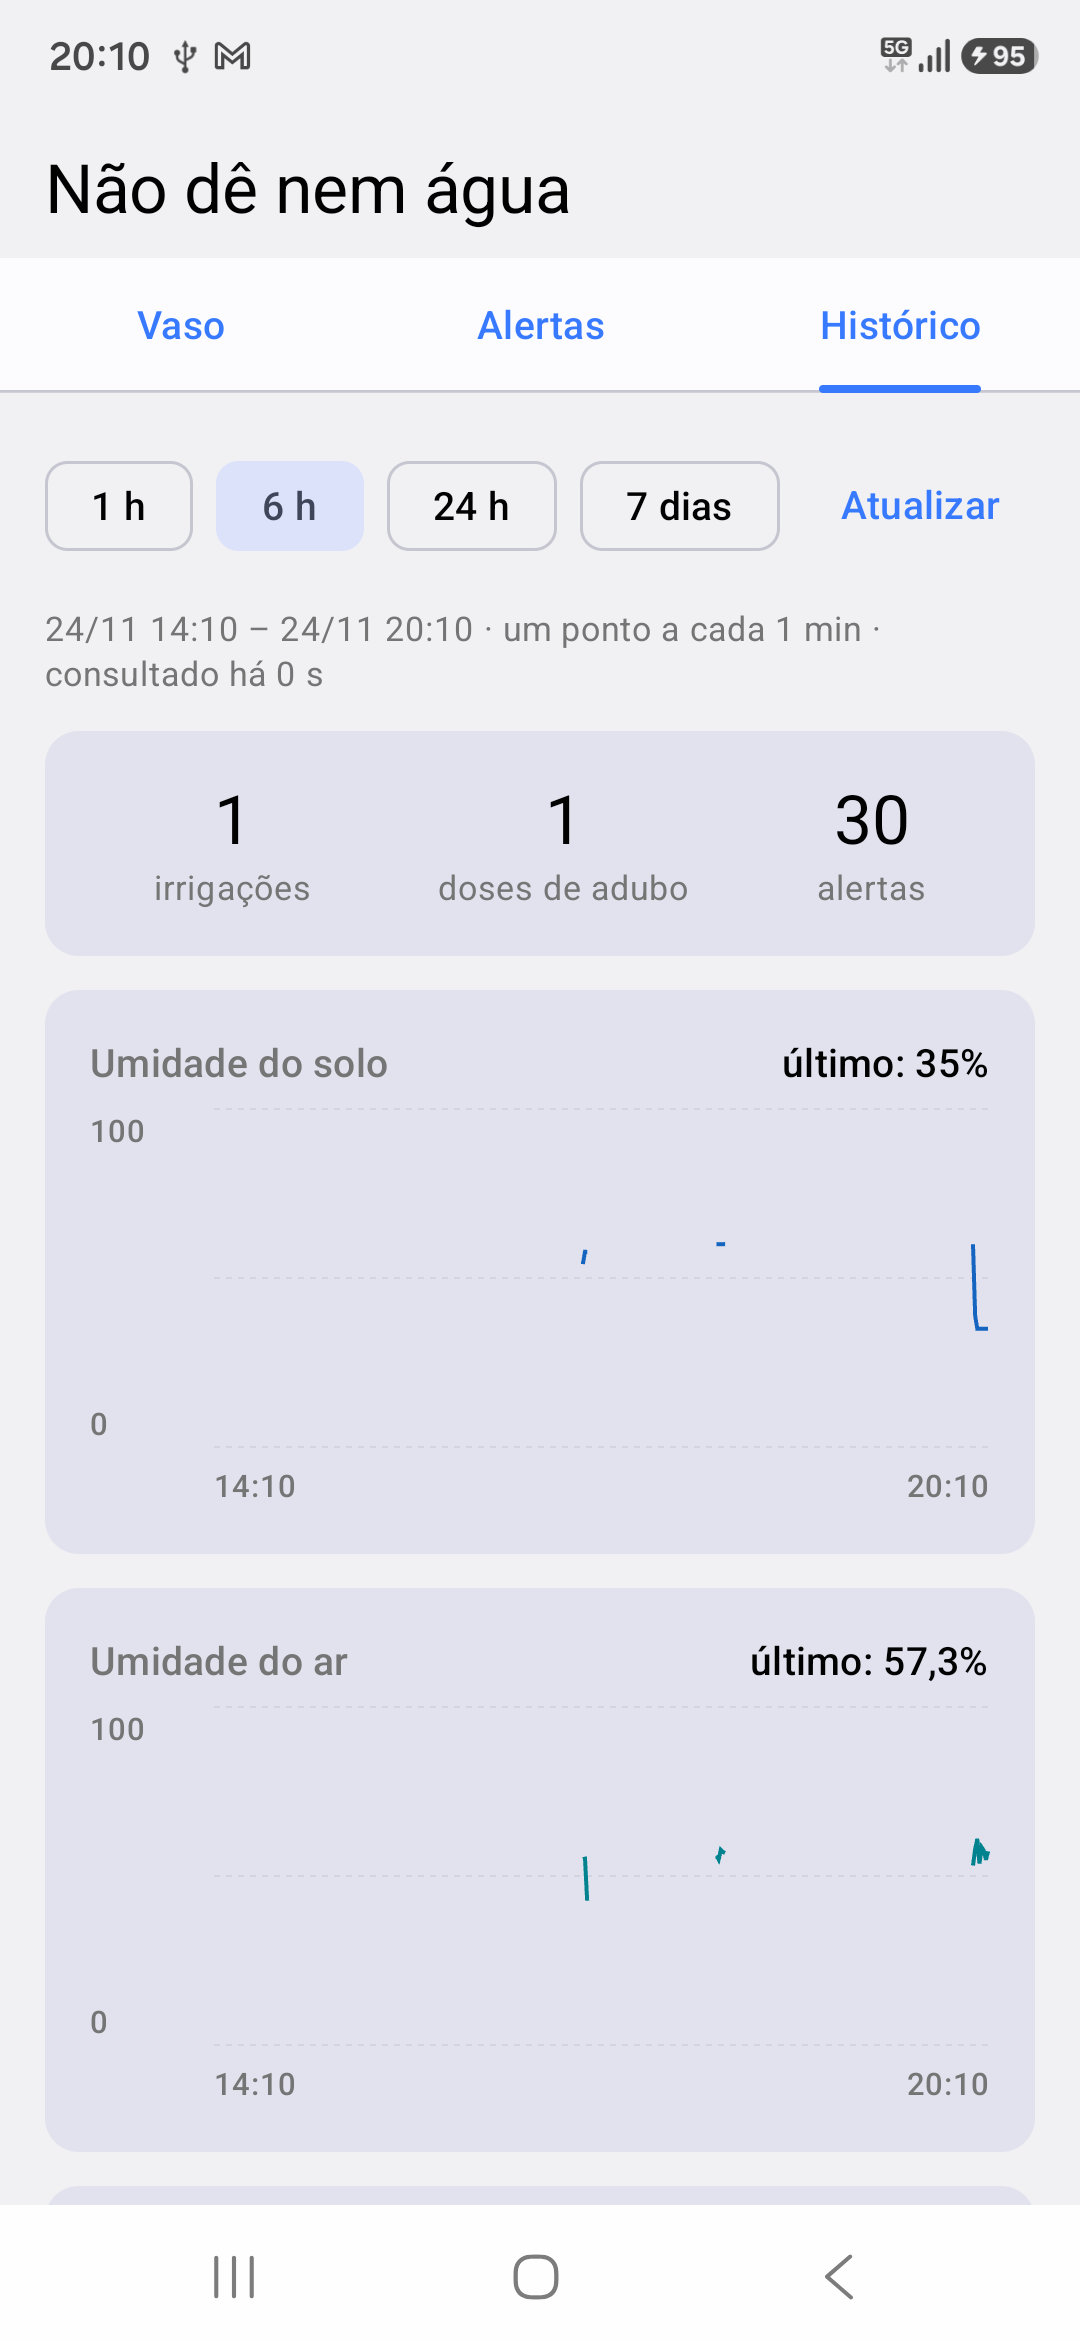 20:10
5G
95
Não dê nem água
Vaso
Alertas
Histórico
1 h
6 h
24 h
7 dias
Atualizar
24/11 14:10 – 24/11 20:10 · um ponto a cada 1 min ·
consultado há 0 s
1
irrigações
1
doses de adubo
30
alertas
Umidade do solo
último: 35%
100
0
14:10
20:10
Umidade do ar
último: 57,3%
100
0
14:10
20:10